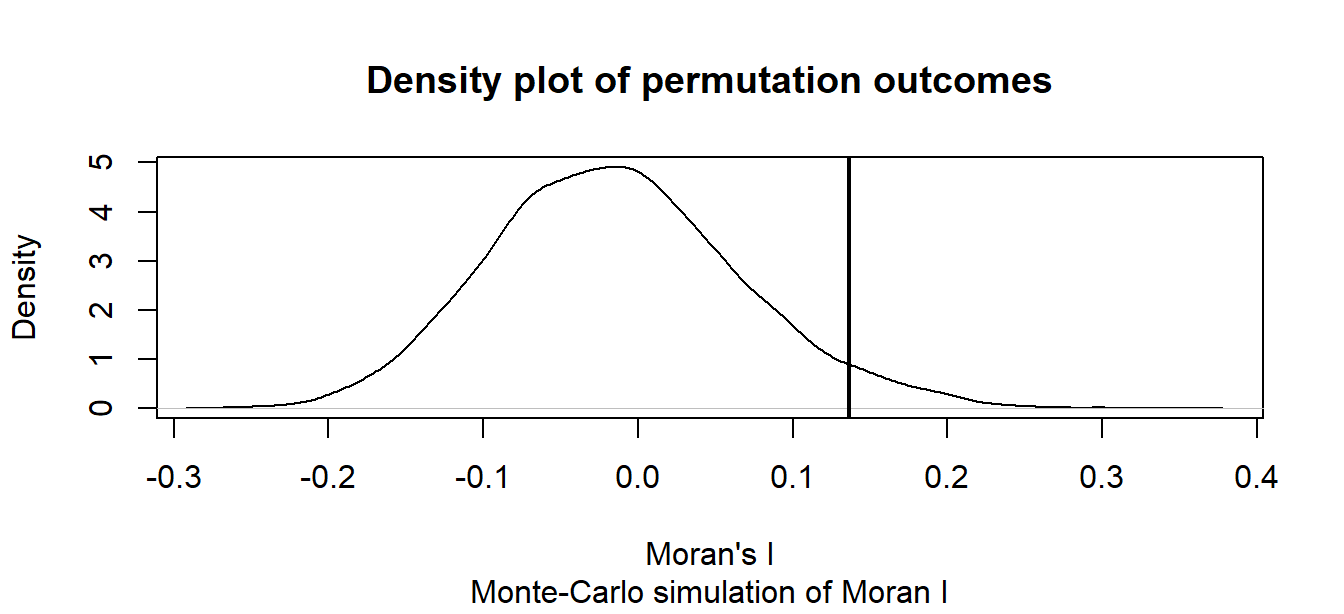 Density plot of permutation outcomes
Density
5
4
3
2
1
0
-0.3 -0.2 -0.1 0.0 0.1 0.2 0.3 0.4
Moran's I
Monte-Carlo simulation of Moran I